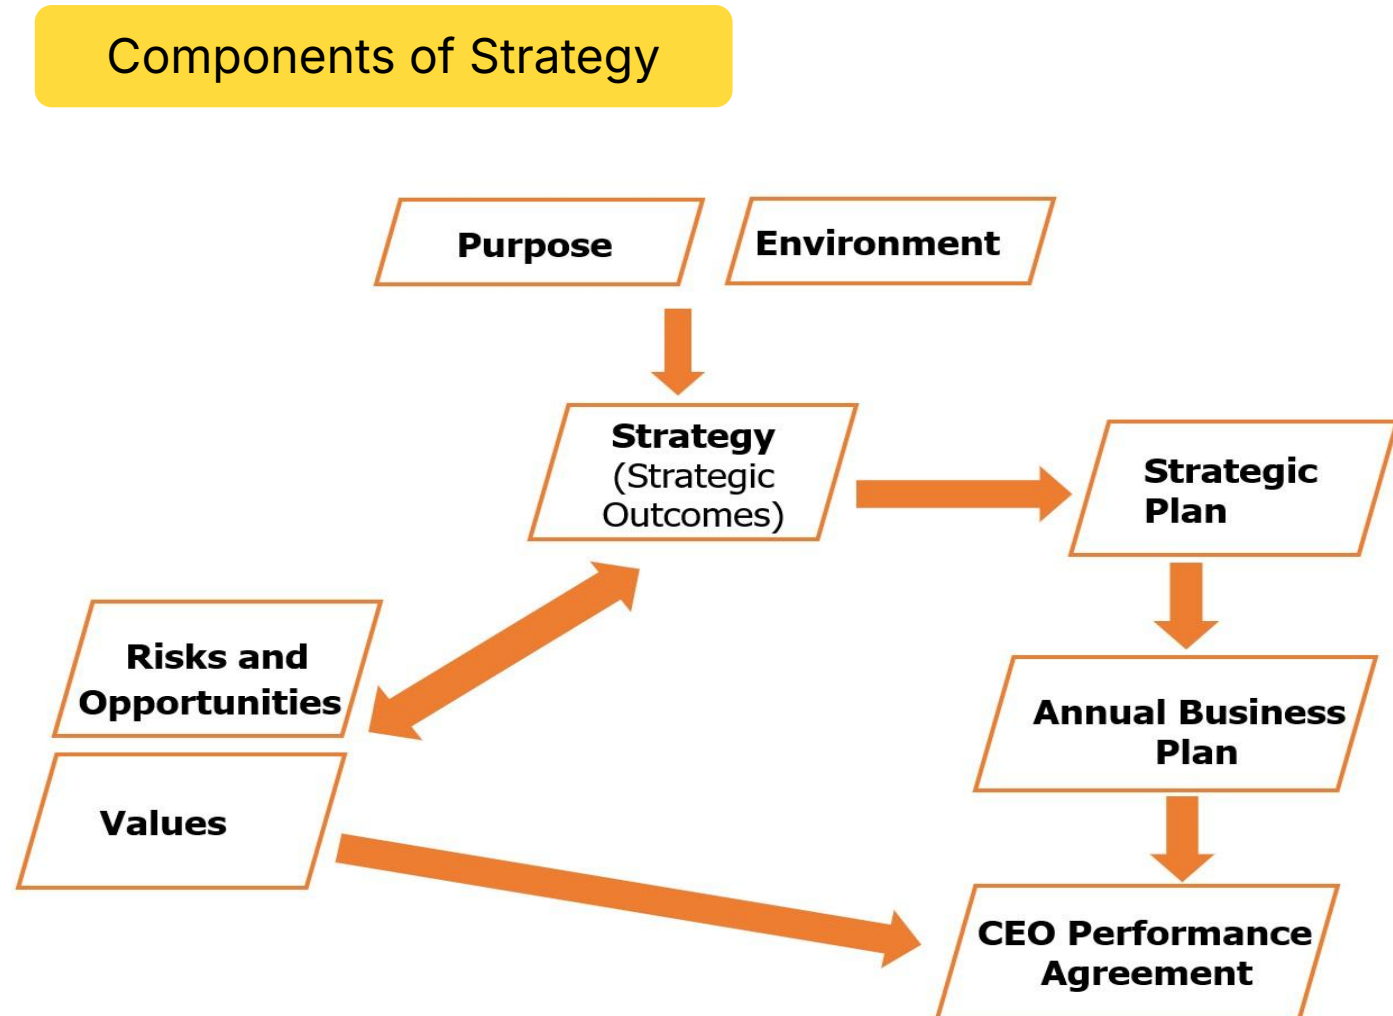 Components of Strategy
Purpose
Environment
Strategy
(Strategic
Outcomes)
Strategic
Plan
Risks and
Opportunities
Annual Business
Plan
Values
CEO Performance
Agreement